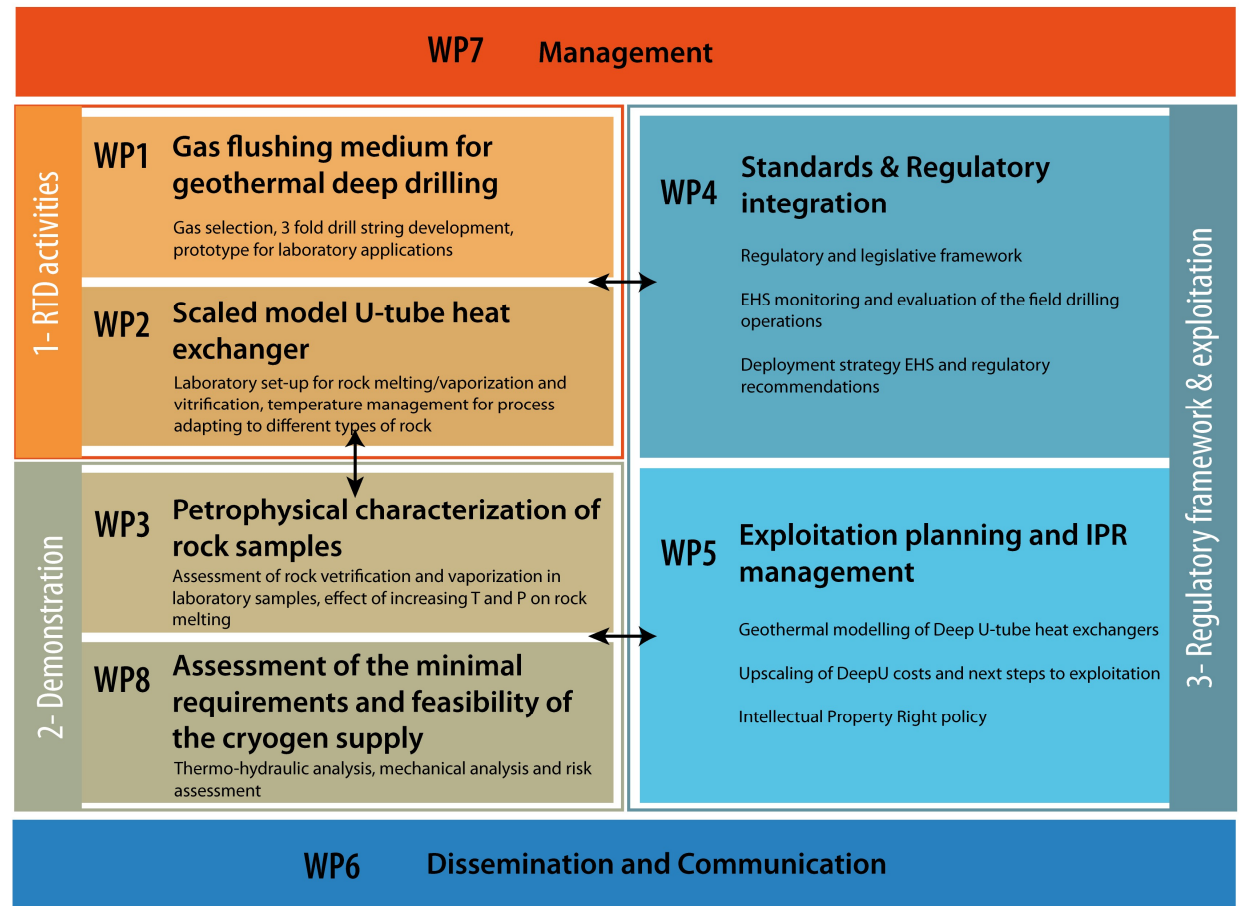 WP7 Management
1- RTD activities
WP1
Gas flushing medium for
geothermal deep drilling
Gas selection, 3 fold drill string development,
prototype for laboratory applications
WP2
Scaled model U-tube heat
exchanger
Laboratory set-up for rock melting/vaporization and
vitrification, temperature management for process
adapting to different types of rock
2- Demonstration
WP3
Petrophysical characterization of
rock samples
Assessment of rock vetrification and vaporization in
laboratory samples, effect of increasing T and P on rock
melting
WP8
Assessment of the minimal
requirements and feasibility of
the cryogen supply
Thermo-hydraulic analysis, mechanical analysis and risk
assessment
3- Regulatory framework & exploitation
WP4
Standards & Regulatory
integration
Regulatory and legislative framework
EHS monitoring and evaluation of the field drilling
operations
Deployment strategy EHS and regulatory
recommendations
WP5
Exploitation planning and IPR
management
Geothermal modelling of Deep U-tube heat exchangers
Upscaling of DeepU costs and next steps to exploitation
Intellectual Property Right policy
WP6 Dissemination and Communication